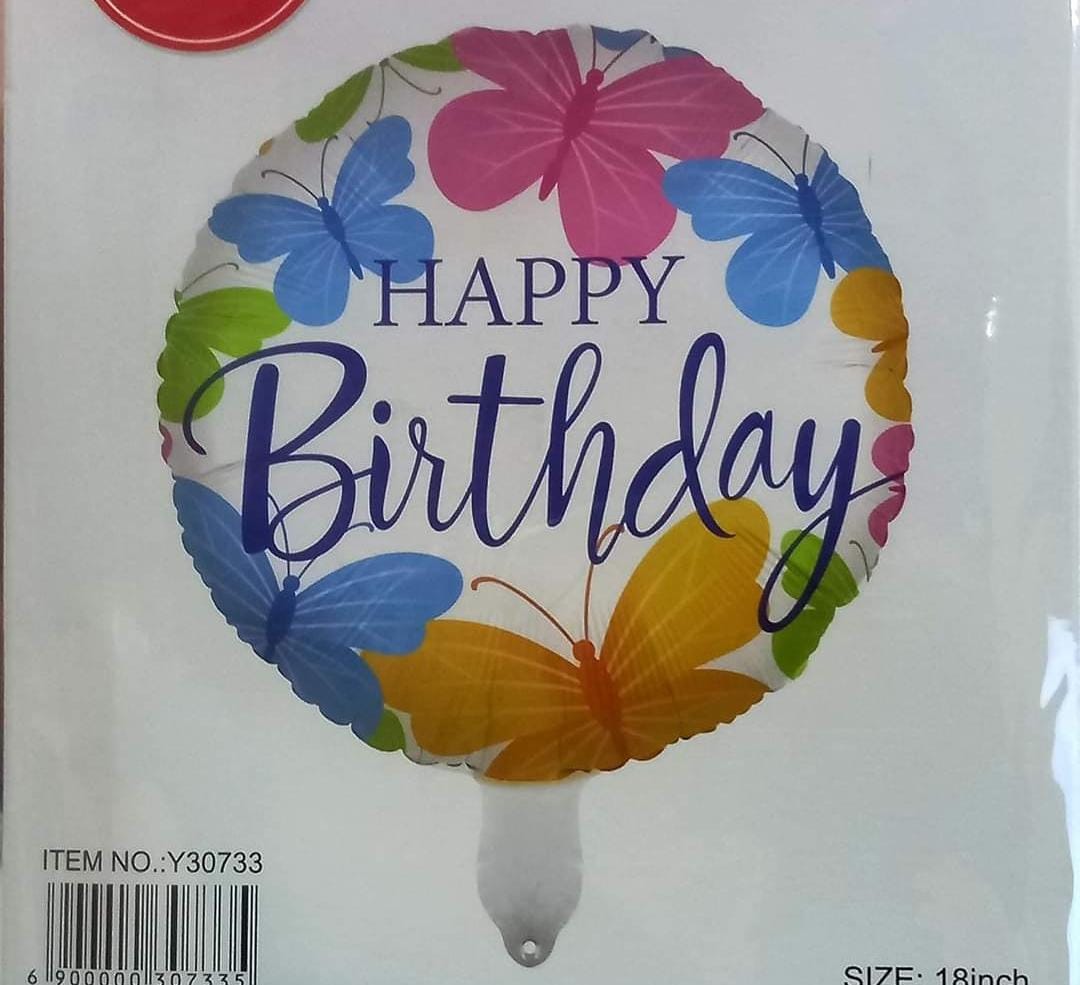 HAPPY
Birthday
ITEM NO.:Y30733
6 900000 307335
SIZE: 18inch